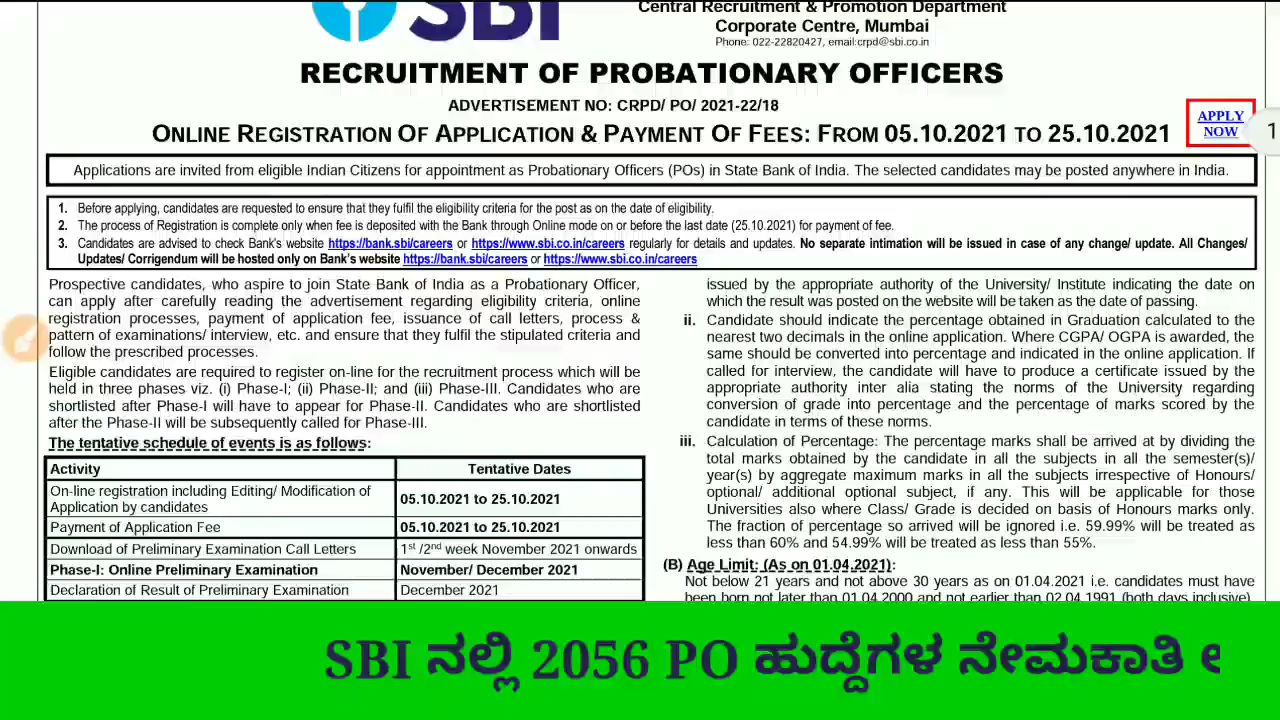 SBI
Central Recruitment & Promotion Department
Corporate Centre, Mumbai
Phone: 022-22820427, email:crpd@sbi.co.in
RECRUITMENT OF PROBATIONARY OFFICERS
ADVERTISEMENT NO: CRPD/ PO/ 2021-22/18
ONLINE REGISTRATION OF APPLICATION & PAYMENT OF FEES: FROM 05.10.2021 TO 25.10.2021
APPLY
NOW
1
Applications are invited from eligible Indian Citizens for appointment as Probationary Officers (POs) in State Bank of India. The selected candidates may be posted anywhere in India.
1. Before applying, candidates are requested to ensure that they fulfil the eligibility criteria for the post as on the date of eligibility.
2. The process of Registration is complete only when fee is deposited with the Bank through Online mode on or before the last date (25.10.2021) for payment of fee.
3. Candidates are advised to check Bank's website https://bank.sbi/careers or https://www.sbi.co.in/careers regularly for details and updates. No separate intimation will be issued in case of any change/ update. All Changes/
Updates/ Corrigendum will be hosted only on Bank's website https://bank.sbi/careers or https://www.sbi.co.in/careers
Prospective candidates, who aspire to join State Bank of India as a Probationary Officer,
can apply after carefully reading the advertisement regarding eligibility criteria, online
registration processes, payment of application fee, issuance of call letters, process &
pattern of examinations/ interview, etc. and ensure that they fulfil the stipulated criteria and
follow the prescribed processes.
Eligible candidates are required to register on-line for the recruitment process which will be
held in three phases viz. (i) Phase-I; (ii) Phase-II; and (iii) Phase-III. Candidates who are
shortlisted after Phase-I will have to appear for Phase-II. Candidates who are shortlisted
after the Phase-II will be subsequently called for Phase-III.
The tentative schedule of events is as follows:
Activity Tentative Dates
On-line registration including Editing/ Modification of
Application by candidates 05.10.2021 to 25.10.2021
Payment of Application Fee 05.10.2021 to 25.10.2021
Download of Preliminary Examination Call Letters 1st /2nd week November 2021 onwards
Phase-I: Online Preliminary Examination November/ December 2021
Declaration of Result of Preliminary Examination December 2021
issued by the appropriate authority of the University/ Institute indicating the date on
which the result was posted on the website will be taken as the date of passing.
ii. Candidate should indicate the percentage obtained in Graduation calculated to the
nearest two decimals in the online application. Where CGPA/ OGPA is awarded, the
same should be converted into percentage and indicated in the online application. If
called for interview, the candidate will have to produce a certificate issued by the
appropriate authority inter alia stating the norms of the University regarding
conversion of grade into percentage and the percentage of marks scored by the
candidate in terms of these norms.
iii. Calculation of Percentage: The percentage marks shall be arrived at by dividing the
total marks obtained by the candidate in all the subjects in all the semester(s)/
year(s) by aggregate maximum marks in all the subjects irrespective of Honours/
optional/ additional optional subject, if any. This will be applicable for those
Universities also where Class/ Grade is decided on basis of Honours marks only.
The fraction of percentage so arrived will be ignored i.e. 59.99% will be treated as
less than 60% and 54.99% will be treated as less than 55%.
(B) Age Limit: (As on 01.04.2021):
Not below 21 years and not above 30 years as on 01.04.2021 i.e. candidates must have
been born not later than 01.04.2000 and not earlier than 02.04.1991 (both days inclusive).
SBI ನಲ್ಲಿ 2056 PO ಹುದ್ದೆಗಳ ನೇಮಕಾತಿ